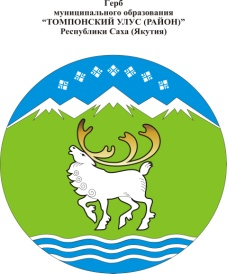 Герб
муниципального образования
“ТОМПОНСКИЙ УЛУС (РАЙОН)”
Республики Саха (Якутия)